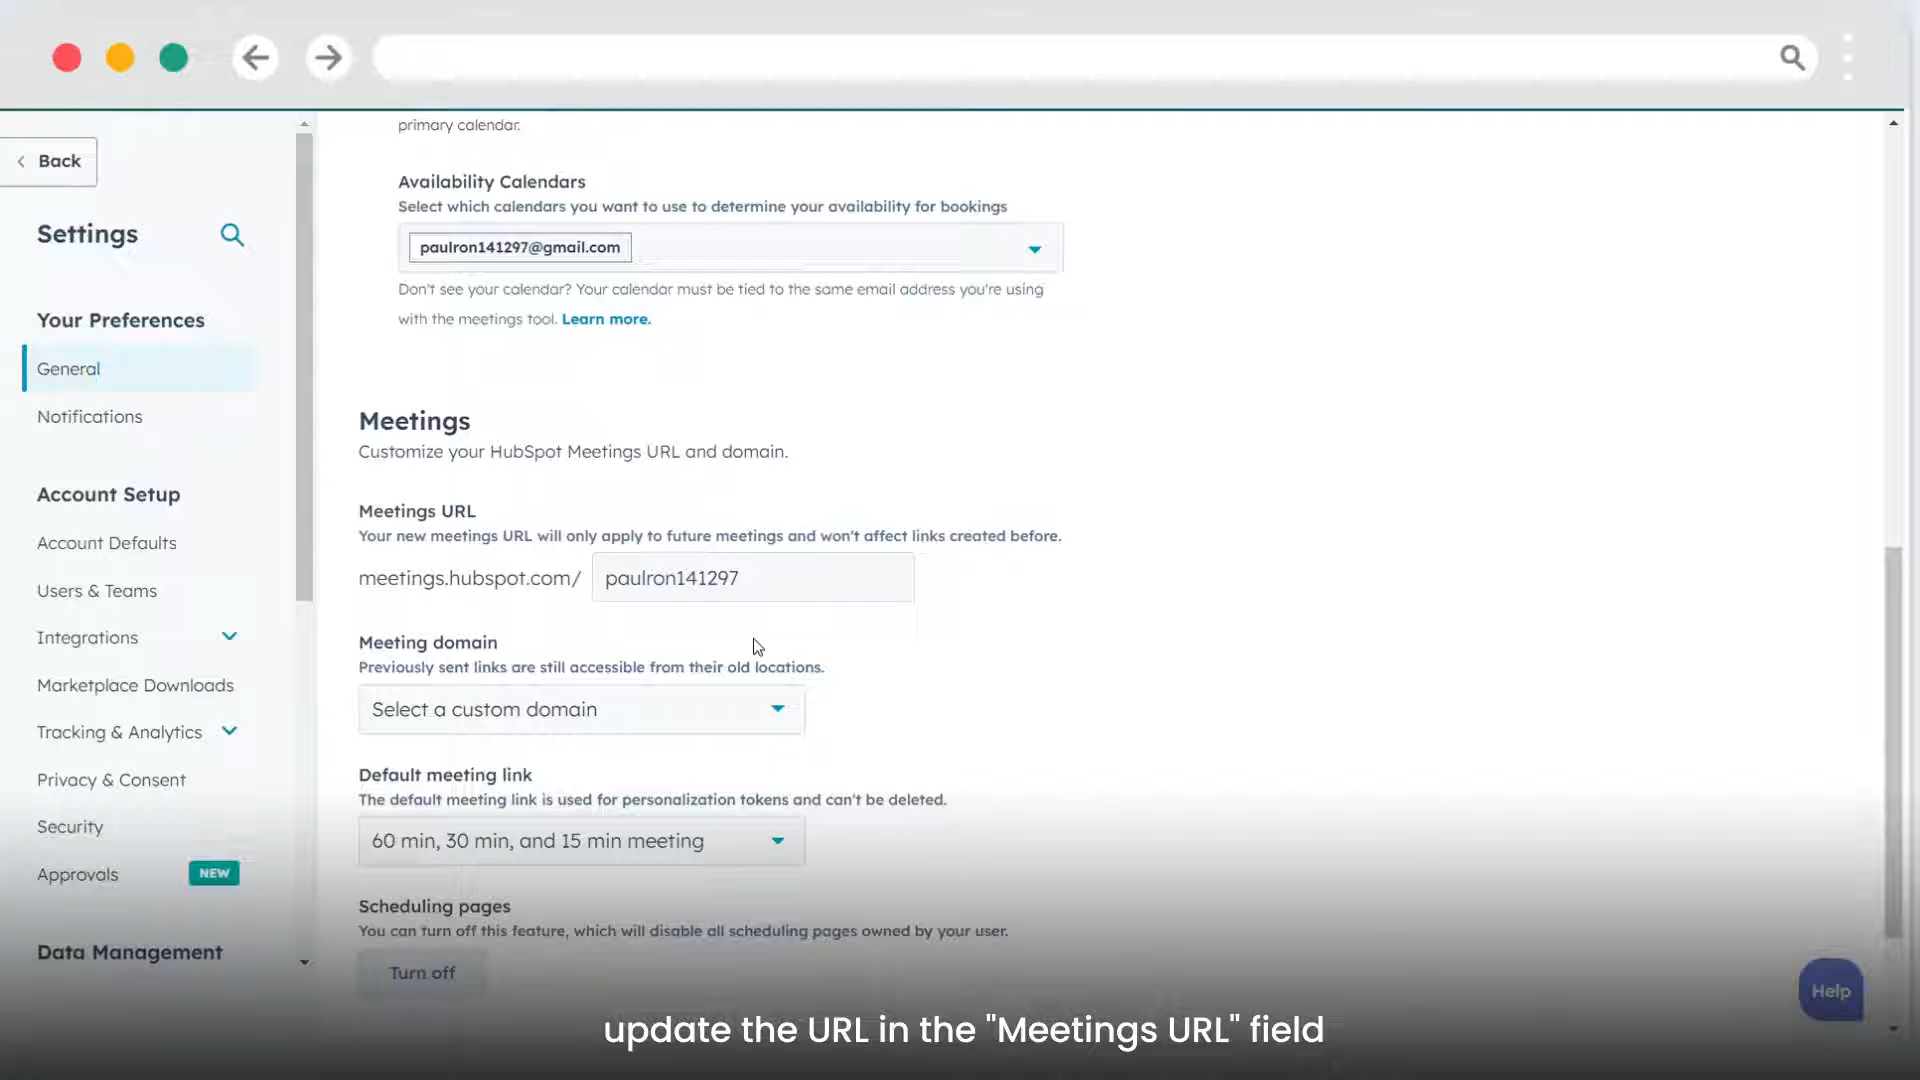 Back
Settings
Your Preferences
General
Notifications
Account Setup
Account Defaults
Users & Teams
Integrations
Marketplace Downloads
Tracking & Analytics
Privacy & Consent
Security
Approvals NEW
Data Management
primary calendar.
Availability Calendars
Select which calendars you want to use to determine your availability for bookings
paulron141297@gmail.com
Don't see your calendar? Your calendar must be tied to the same email address you're using
with the meetings tool. Learn more.
Meetings
Customize your HubSpot Meetings URL and domain.
Meetings URL
Your new meetings URL will only apply to future meetings and won't affect links created before.
meetings.hubspot.com/ paulron141297
Meeting domain
Previously sent links are still accessible from their old locations.
Select a custom domain
Default meeting link
The default meeting link is used for personalization tokens and can't be deleted.
60 min, 30 min, and 15 min meeting
Scheduling pages
You can turn off this feature, which will disable all scheduling pages owned by your user.
Turn off
Help
update the URL in the "Meetings URL" field